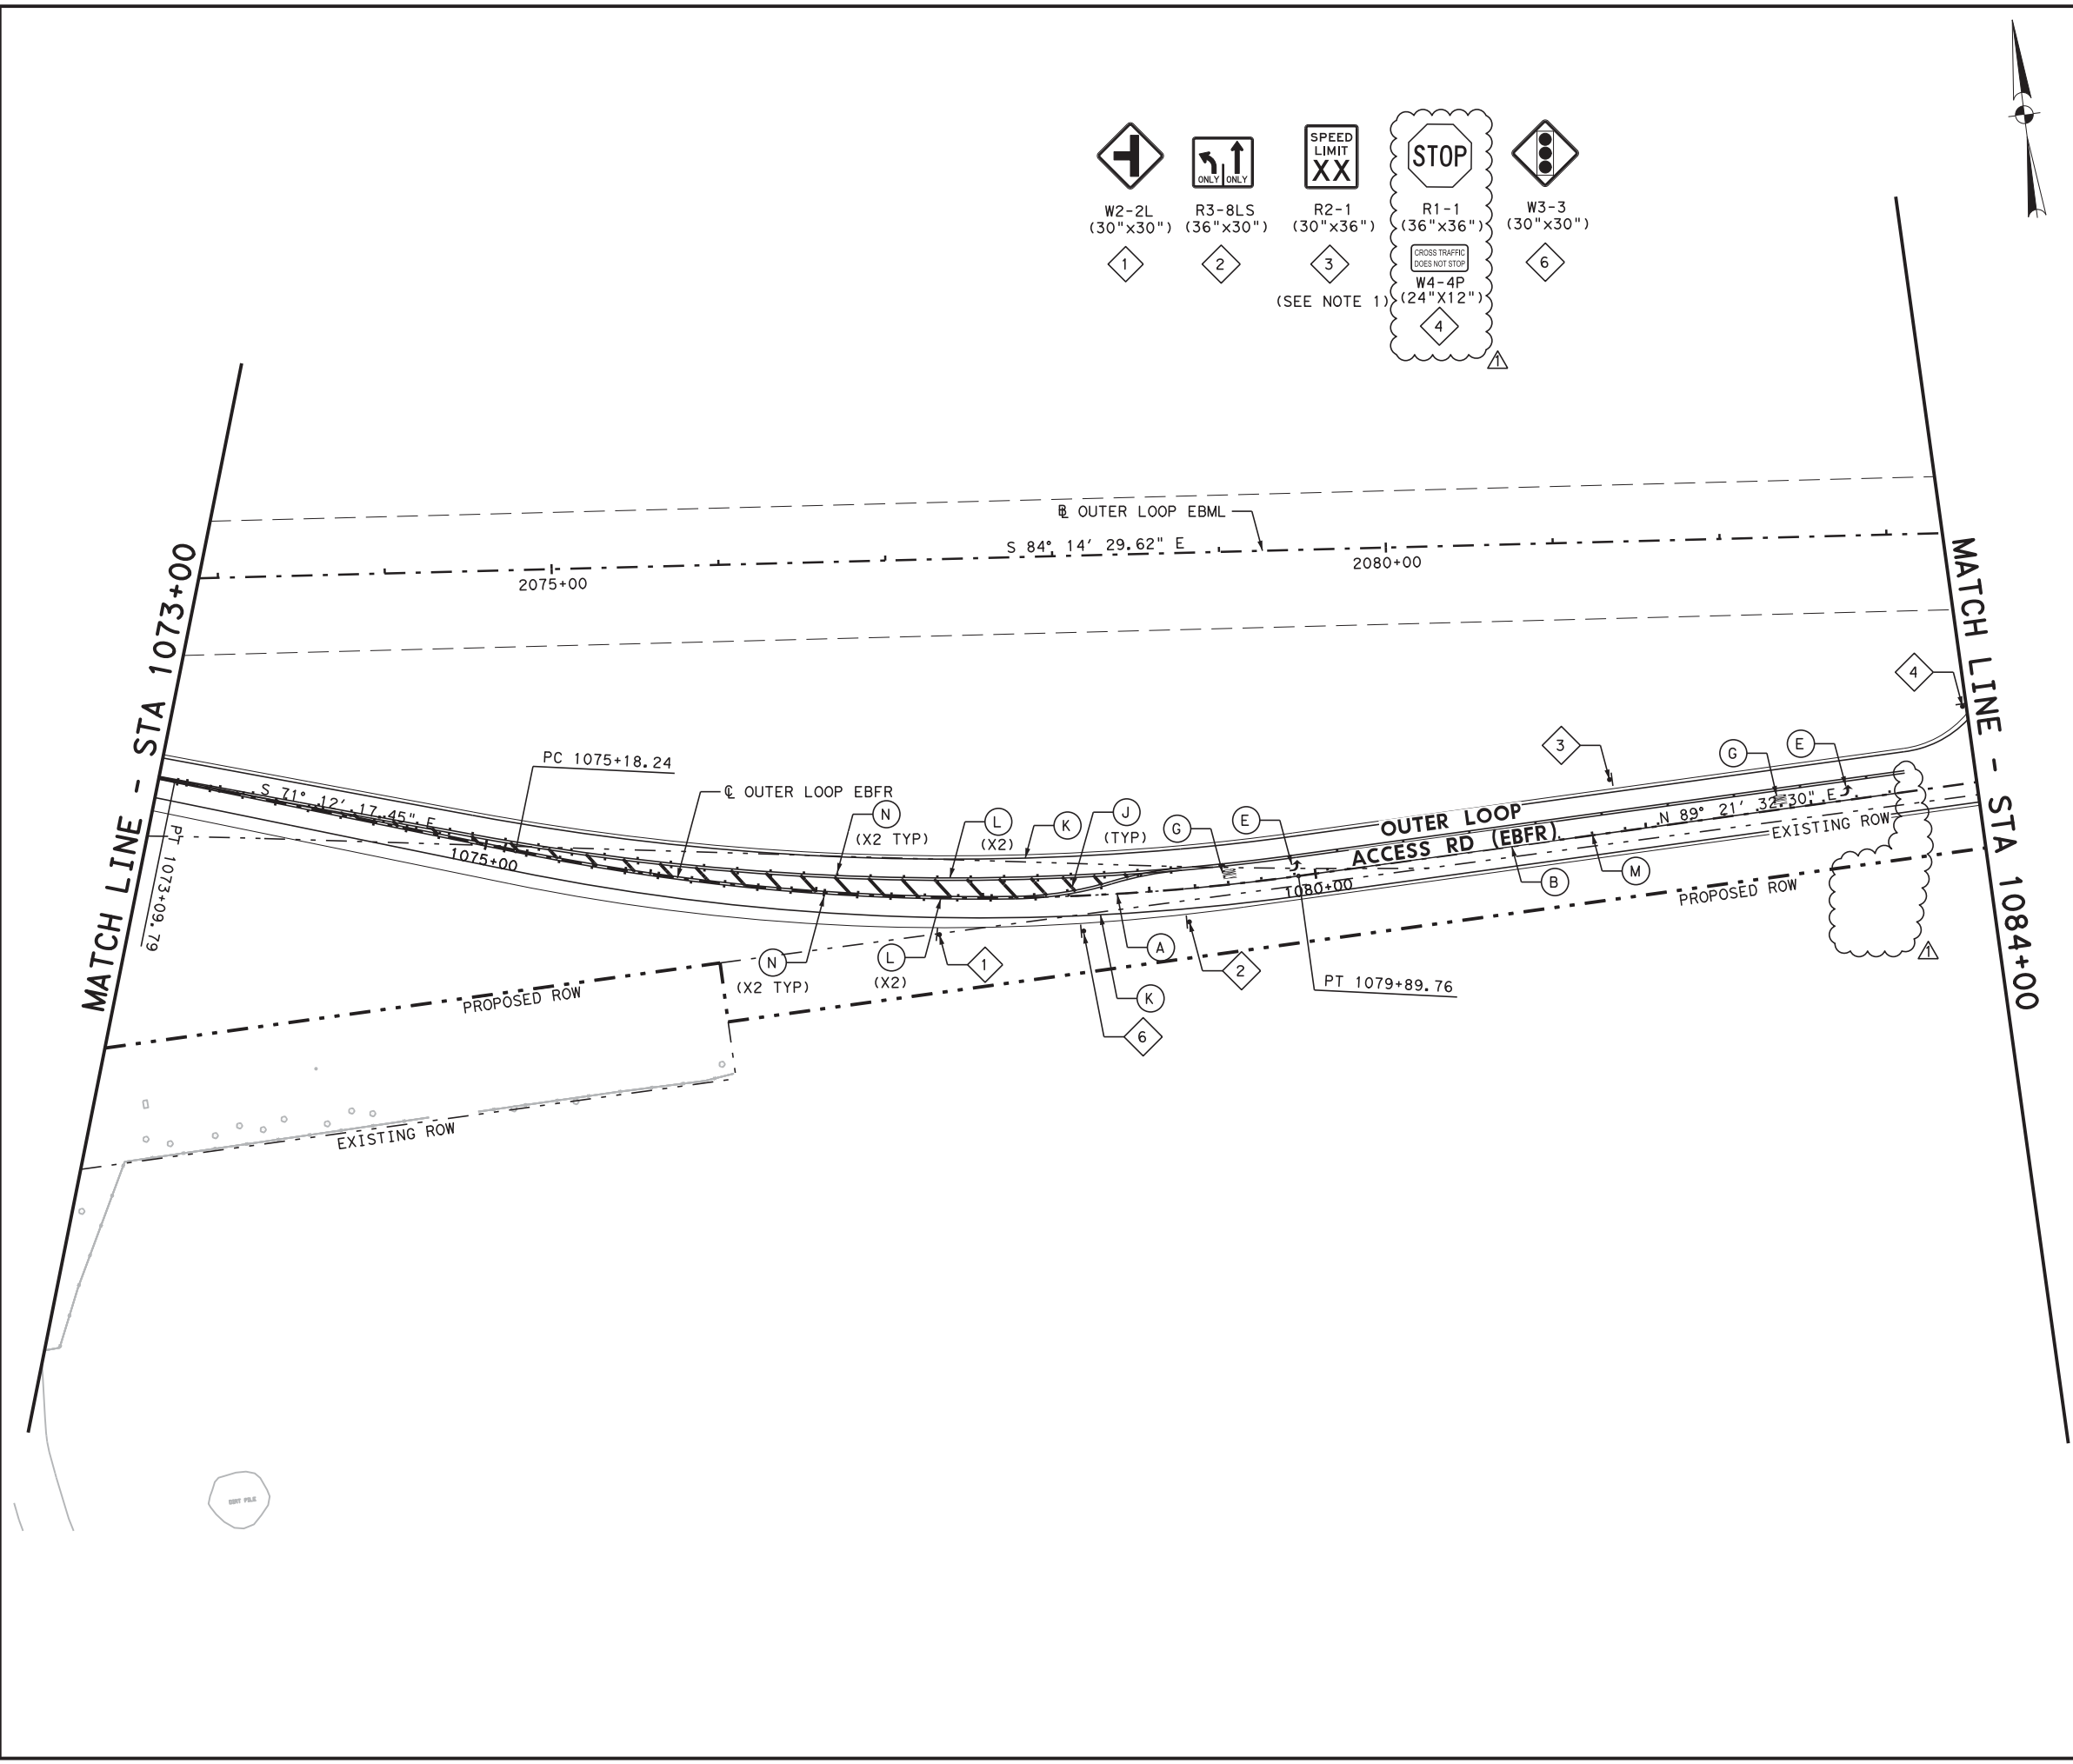 SPEED
LIMIT
XX
STOP
ONLY ONLY
W2-2L
(30"x30")
R3-8LS
(36"x30")
R2-1
(30"x36")
R1-1
(36"x36")
W3-3
(30"x30")
CROSS TRAFFIC
DOES NOT STOP
W4-4P
(24"X12")
1
2
3
4
6
(SEE NOTE 1)
1
℄ OUTER LOOP EBML
S 84° 14' 29.62" E
2075+00
2080+00
MATCH LINE - STA 1073+00
MATCH LINE - STA 1084+00
4
3
G
E
PC 1075+18.24
℄ OUTER LOOP EBFR
S 71° 12' 17.45" E
N
(X2 TYP)
L
(X2)
K
J
(TYP)
G
E
OUTER LOOP
ACCESS RD (EBFR)
N 89° 21' 32.30" E
EXISTING ROW
1075+00
1080+00
PT 1073+09.79
B
M
PROPOSED ROW
A
N
(X2 TYP)
L
(X2)
1
2
K
6
PT 1079+89.76
1
PROPOSED ROW
EXISTING ROW
DIRT PILE